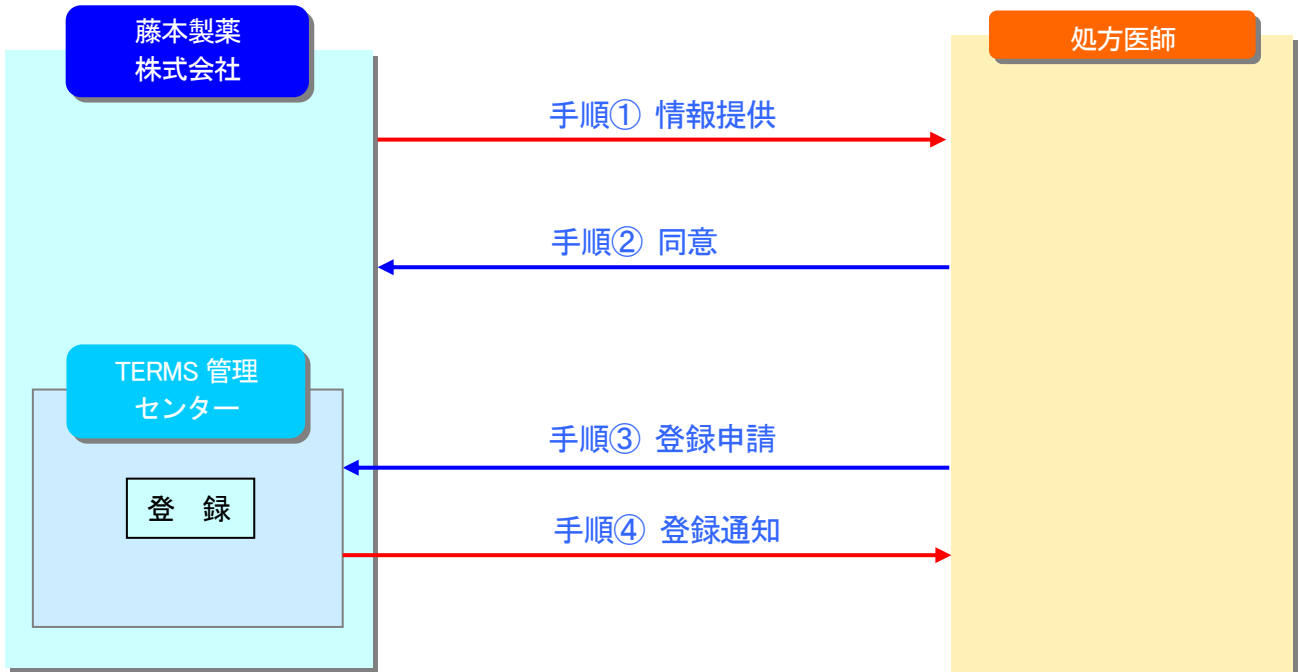 藤本製薬
株式会社
処方医師
手順① 情報提供
手順② 同意
TERMS 管理
センター
手順③ 登録申請
登　録
手順④ 登録通知